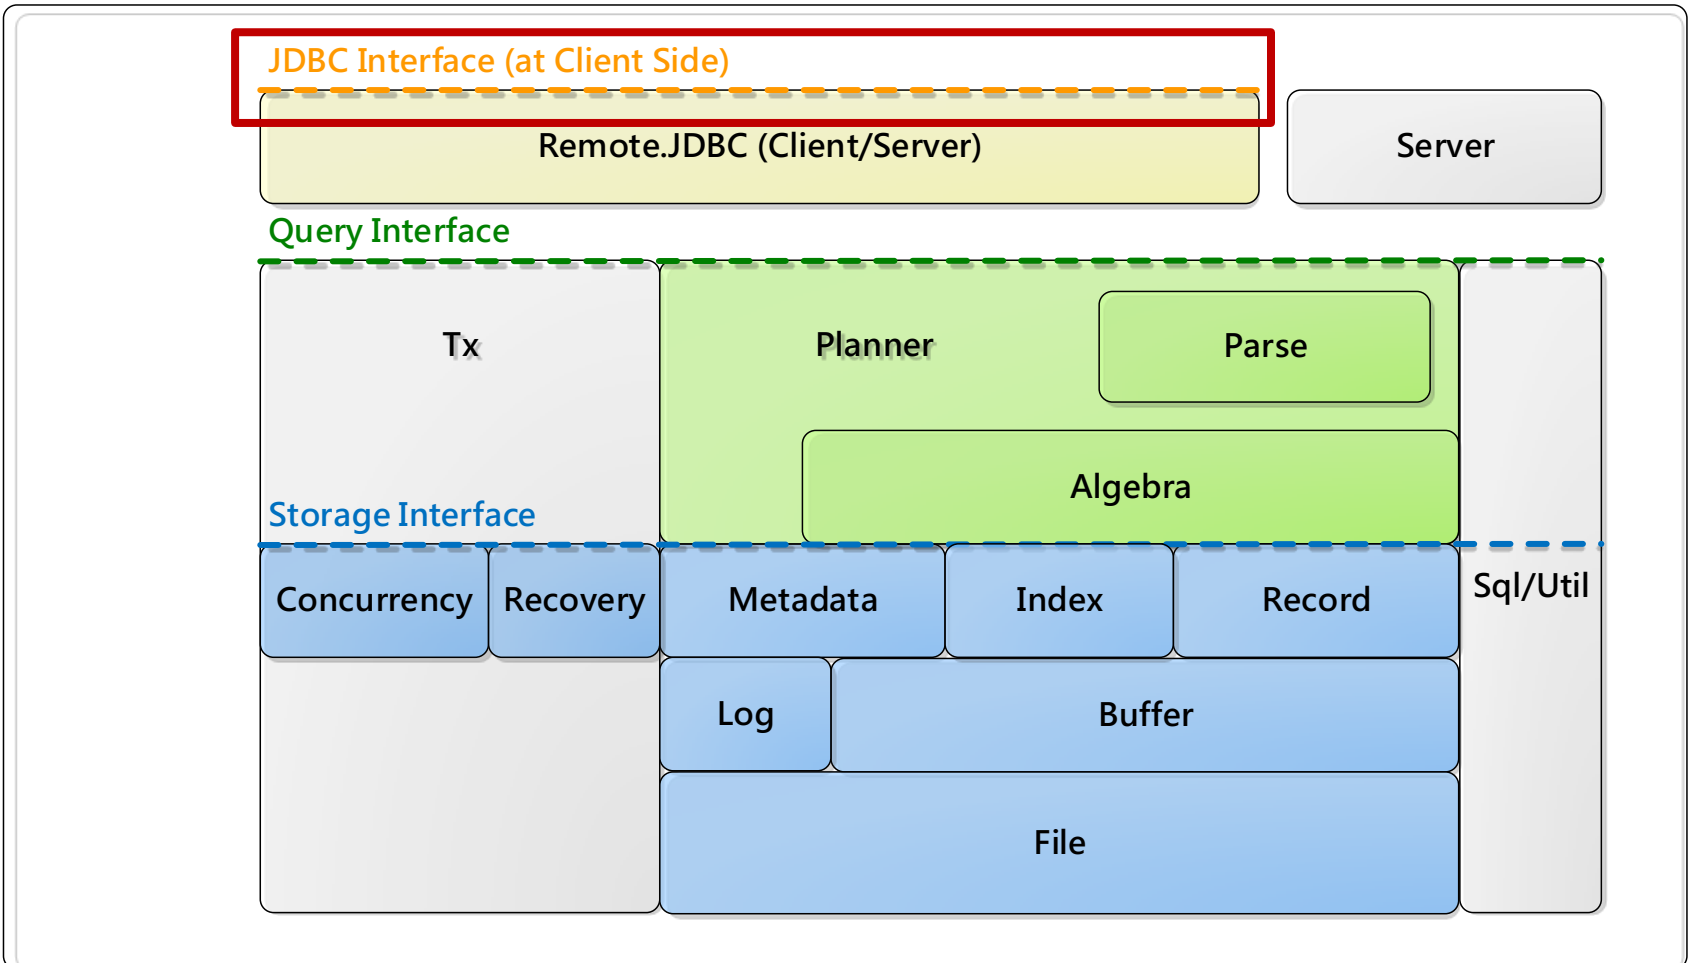 JDBC Interface (at Client Side)
Remote.JDBC (Client/Server)
Server
Query Interface
Tx
Planner
Parse
Algebra
Storage Interface
Concurrency
Recovery
Metadata
Index
Record
Sql/Util
Log
Buffer
File